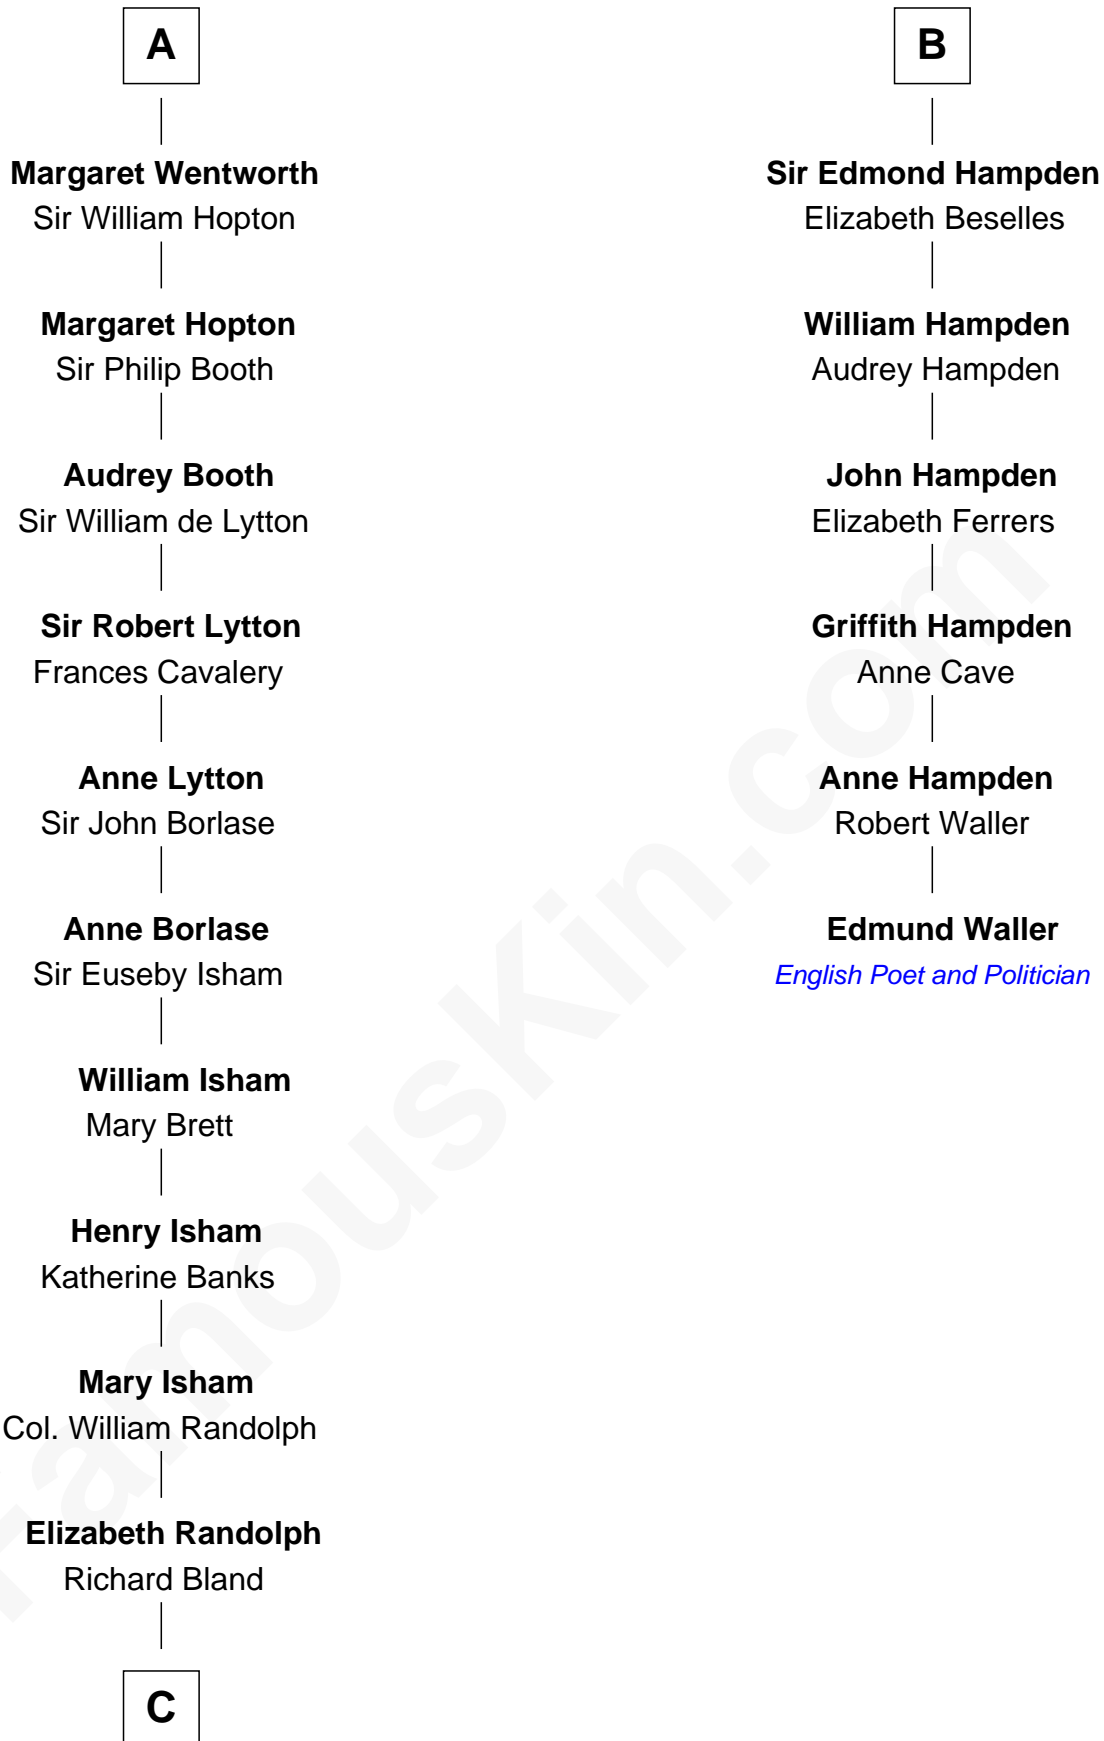 A
Margaret Wentworth
Sir William Hopton
Margaret Hopton
Sir Philip Booth
Audrey Booth
Sir William de Lytton
Sir Robert Lytton
Frances Cavalery
Anne Lytton
Sir John Borlase
Anne Borlase
Sir Euseby Isham
William Isham
Mary Brett
Henry Isham
Katherine Banks
Mary Isham
Col. William Randolph
Elizabeth Randolph
Richard Bland
C
B
Sir Edmond Hampden
Elizabeth Beselles
William Hampden
Audrey Hampden
John Hampden
Elizabeth Ferrers
Griffith Hampden
Anne Cave
Anne Hampden
Robert Waller
Edmund Waller
English Poet and Politician
FamousKin.com